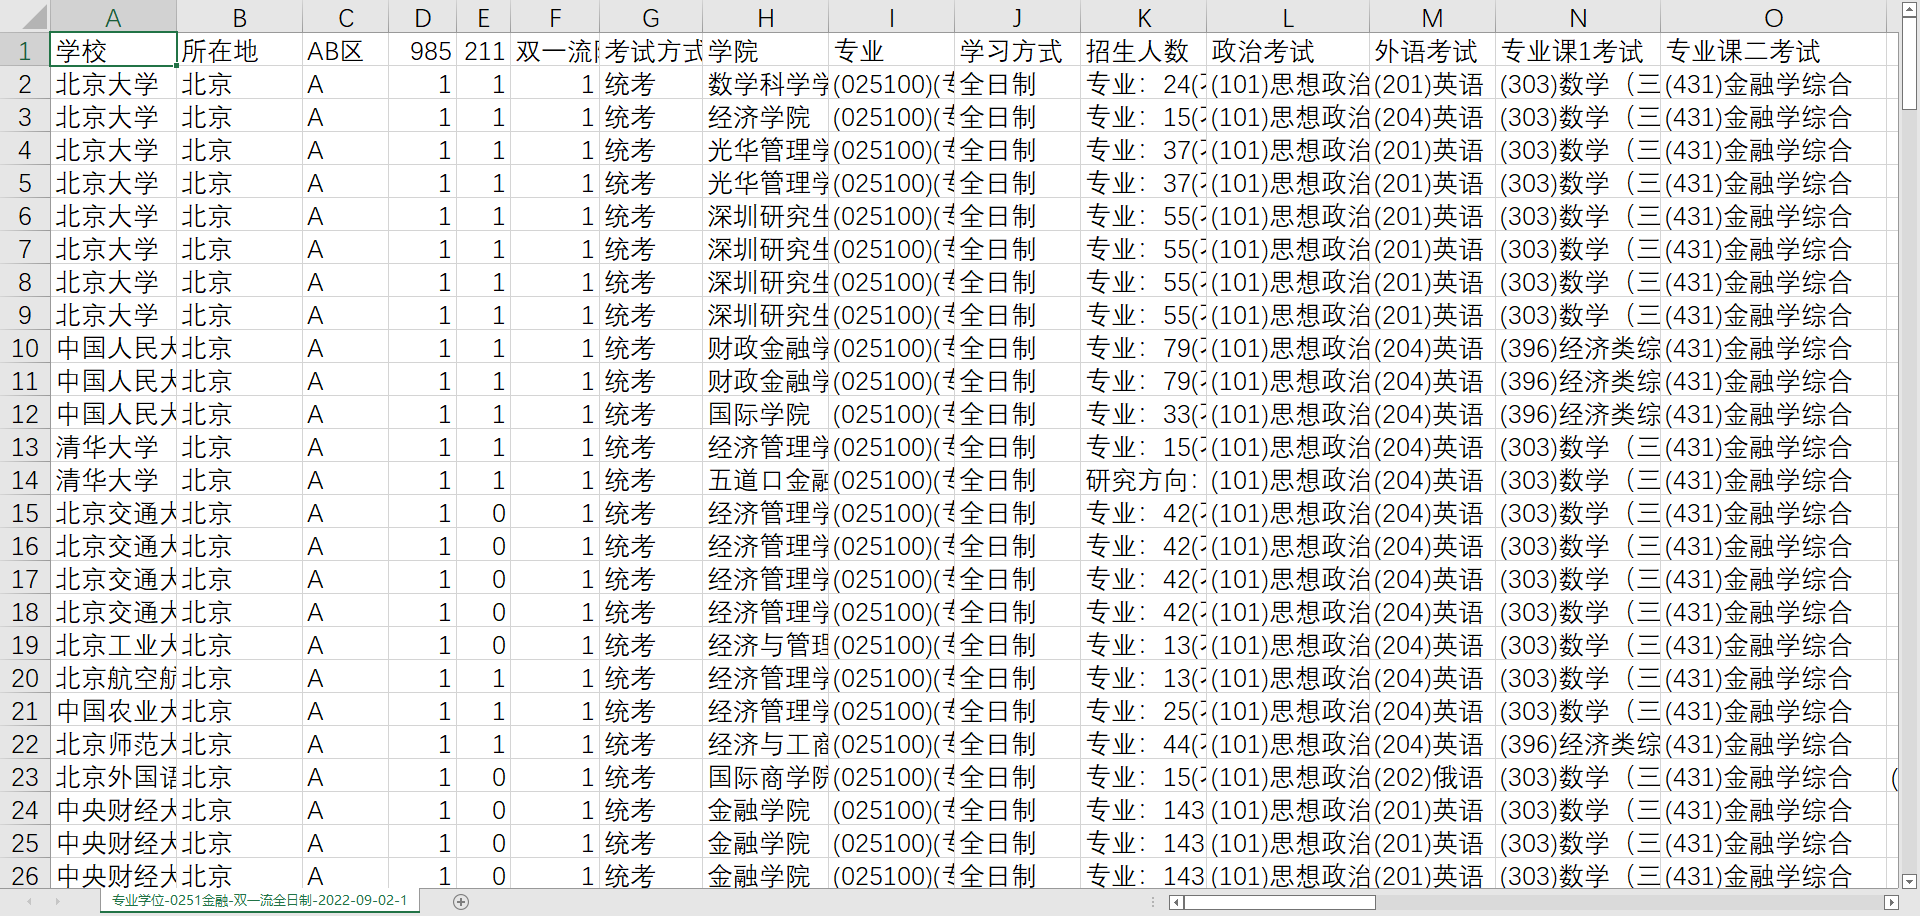 A B C D E F G H I J K L M N O
1 学校 所在地 AB区 985 211 双一流 考试方式 学院 专业 学习方式 招生人数 政治考试 外语考试 专业课1考试 专业课二考试
2 北京大学 北京 A 1 1 1 统考 数学科学学 (025100)(专 全日制 专业：24(不 (101)思想政治 (201)英语 (303)数学（三 (431)金融学综合
3 北京大学 北京 A 1 1 1 统考 经济学院 (025100)(专 全日制 专业：15(不 (101)思想政治 (204)英语 (303)数学（三 (431)金融学综合
4 北京大学 北京 A 1 1 1 统考 光华管理学 (025100)(专 全日制 专业：37(不 (101)思想政治 (201)英语 (303)数学（三 (431)金融学综合
5 北京大学 北京 A 1 1 1 统考 光华管理学 (025100)(专 全日制 专业：37(不 (101)思想政治 (201)英语 (303)数学（三 (431)金融学综合
6 北京大学 北京 A 1 1 1 统考 深圳研究生 (025100)(专 全日制 专业：55(不 (101)思想政治 (201)英语 (303)数学（三 (431)金融学综合
7 北京大学 北京 A 1 1 1 统考 深圳研究生 (025100)(专 全日制 专业：55(不 (101)思想政治 (201)英语 (303)数学（三 (431)金融学综合
8 北京大学 北京 A 1 1 1 统考 深圳研究生 (025100)(专 全日制 专业：55(不 (101)思想政治 (201)英语 (303)数学（三 (431)金融学综合
9 北京大学 北京 A 1 1 1 统考 深圳研究生 (025100)(专 全日制 专业：55(不 (101)思想政治 (201)英语 (303)数学（三 (431)金融学综合
10 中国人民大 北京 A 1 1 1 统考 财政金融学 (025100)(专 全日制 专业：79(不 (101)思想政治 (204)英语 (396)经济类综 (431)金融学综合
11 中国人民大 北京 A 1 1 1 统考 财政金融学 (025100)(专 全日制 专业：79(不 (101)思想政治 (204)英语 (396)经济类综 (431)金融学综合
12 中国人民大 北京 A 1 1 1 统考 国际学院 (025100)(专 全日制 专业：33(不 (101)思想政治 (204)英语 (396)经济类综 (431)金融学综合
13 清华大学 北京 A 1 1 1 统考 经济管理学 (025100)(专 全日制 专业：15(不 (101)思想政治 (204)英语 (303)数学（三 (431)金融学综合
14 清华大学 北京 A 1 1 1 统考 五道口金融 (025100)(专 全日制 研究方向： (101)思想政治 (204)英语 (303)数学（三 (431)金融学综合
15 北京交通大 北京 A 1 0 1 统考 经济管理学 (025100)(专 全日制 专业：42(不 (101)思想政治 (204)英语 (303)数学（三 (431)金融学综合
16 北京交通大 北京 A 1 0 1 统考 经济管理学 (025100)(专 全日制 专业：42(不 (101)思想政治 (204)英语 (303)数学（三 (431)金融学综合
17 北京交通大 北京 A 1 0 1 统考 经济管理学 (025100)(专 全日制 专业：42(不 (101)思想政治 (204)英语 (303)数学（三 (431)金融学综合
18 北京交通大 北京 A 1 0 1 统考 经济管理学 (025100)(专 全日制 专业：42(不 (101)思想政治 (204)英语 (303)数学（三 (431)金融学综合
19 北京工业大 北京 A 1 0 1 统考 经济与管理 (025100)(专 全日制 专业：13(不 (101)思想政治 (204)英语 (303)数学（三 (431)金融学综合
20 北京航空航 北京 A 1 1 1 统考 经济管理学 (025100)(专 全日制 专业：13(不 (101)思想政治 (204)英语 (303)数学（三 (431)金融学综合
21 中国农业大 北京 A 1 1 1 统考 经济管理学 (025100)(专 全日制 专业：25(不 (101)思想政治 (204)英语 (303)数学（三 (431)金融学综合
22 北京师范大 北京 A 1 1 1 统考 经济与工商 (025100)(专 全日制 专业：44(不 (101)思想政治 (204)英语 (396)经济类综 (431)金融学综合
23 北京外国语 北京 A 1 0 1 统考 国际商学院 (025100)(专 全日制 专业：15(不 (101)思想政治 (202)俄语 (303)数学（三 (431)金融学综合 (
24 中央财经大 北京 A 1 0 1 统考 金融学院 (025100)(专 全日制 专业：143 (101)思想政治 (201)英语 (303)数学（三 (431)金融学综合
25 中央财经大 北京 A 1 0 1 统考 金融学院 (025100)(专 全日制 专业：143 (101)思想政治 (201)英语 (303)数学（三 (431)金融学综合
26 中央财经大 北京 A 1 0 1 统考 金融学院 (025100)(专 全日制 专业：143 (101)思想政治 (201)英语 (303)数学（三 (431)金融学综合
专业学位-0251金融-双一流全日制-2022-09-02-1